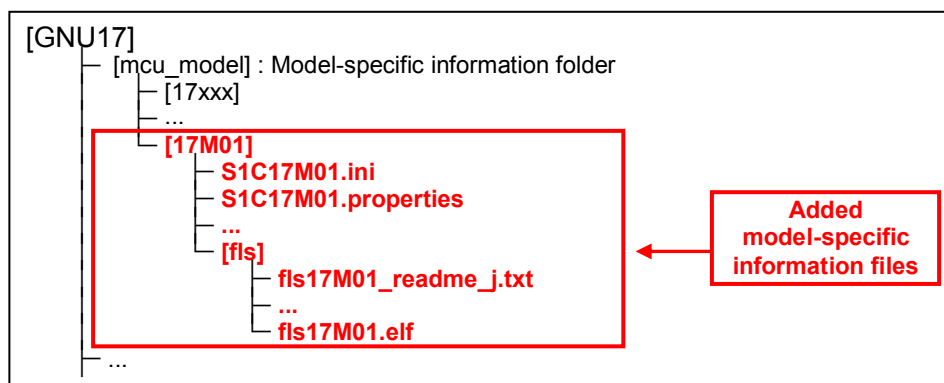 [GNU17]
[mcu_model] : Model-specific information folder
[17xxx]
...
[17M01]
S1C17M01.ini
S1C17M01.properties
...
[fls]
fls17M01_readme_j.txt
...
fls17M01.elf
...
Added
model-specific
information files